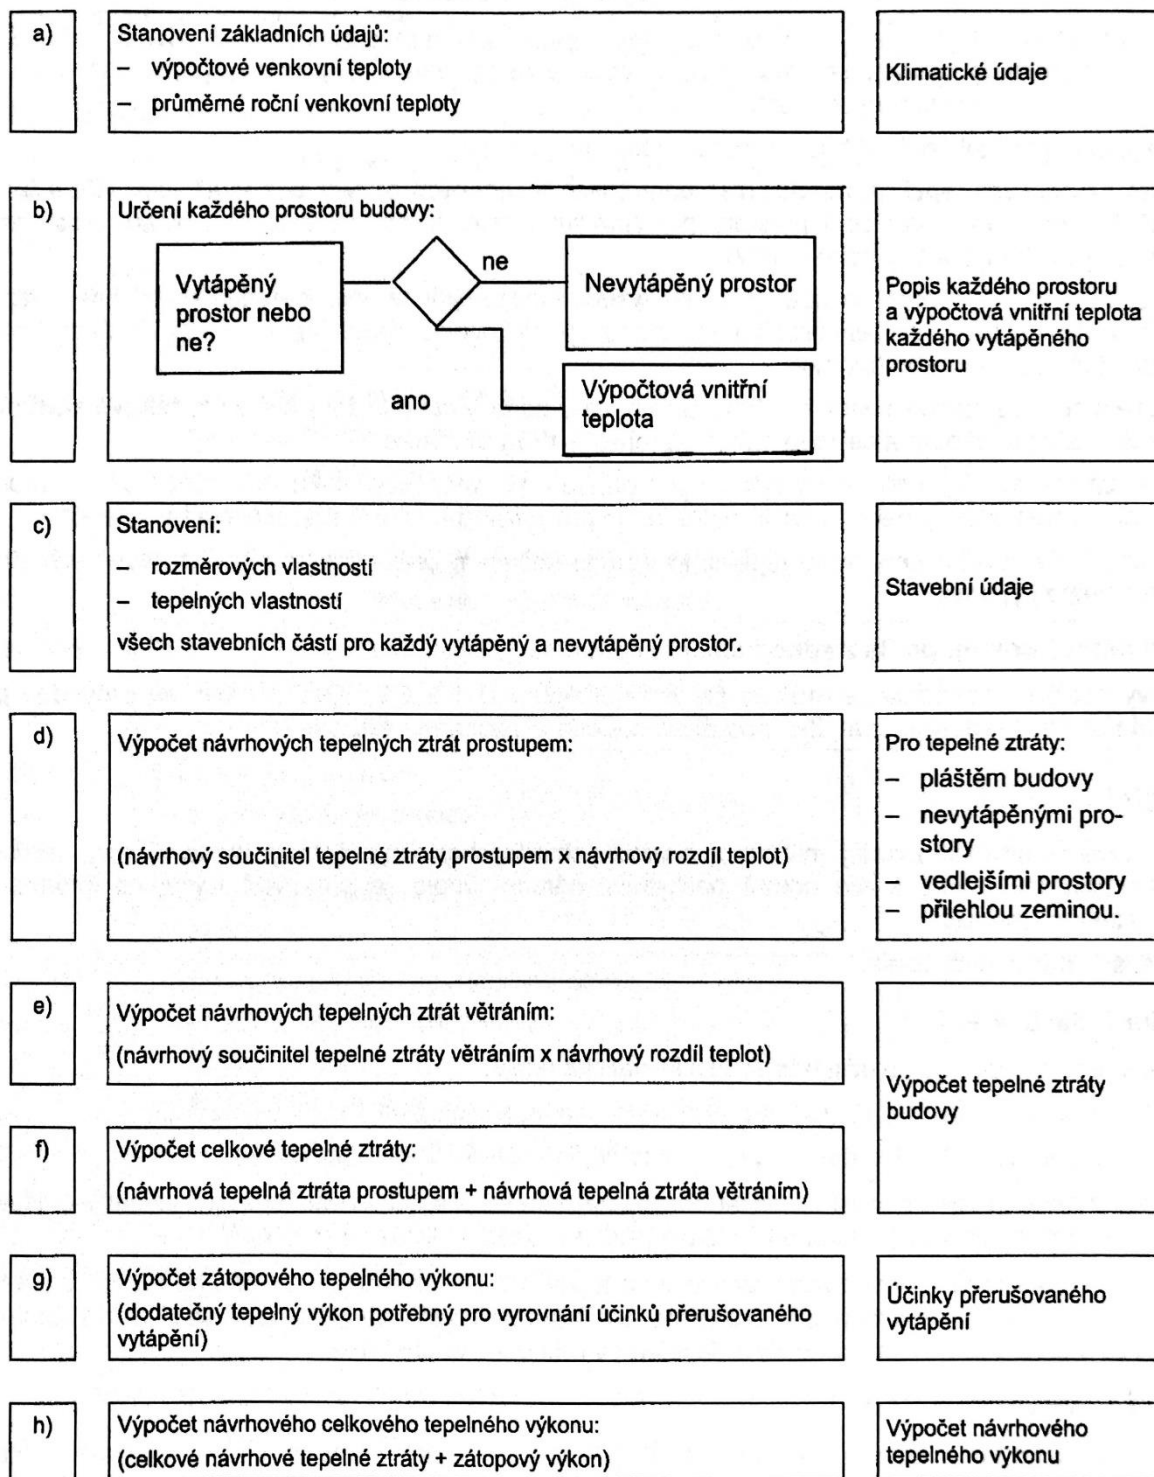 a)
Stanovení základních údajů:
– výpočtové venkovní teploty
– průměrné roční venkovní teploty
Klimatické údaje
b)
Určení každého prostoru budovy:
Vytápěný
prostor nebo
ne?
ne
Nevytápěný prostor
ano
Výpočtová vnitřní
teplota
Popis každého prostoru
a výpočtová vnitřní teplota
každého vytápěného
prostoru
c)
Stanovení:
– rozměrových vlastností
– tepelných vlastností
všech stavebních částí pro každý vytápěný a nevytápěný prostor.
Stavební údaje
d)
Výpočet návrhových tepelných ztrát prostupem:
(návrhový součinitel tepelné ztráty prostupem x návrhový rozdíl teplot)
Pro tepelné ztráty:
– pláštěm budovy
– nevytápěnými pro-
story
– vedlejšími prostory
– přilehlou zeminou.
e)
Výpočet návrhových tepelných ztrát větráním:
(návrhový součinitel tepelné ztráty větráním x návrhový rozdíl teplot)
Výpočet tepelné ztráty
budovy
f)
Výpočet celkové tepelné ztráty:
(návrhová tepelná ztráta prostupem + návrhová tepelná ztráta větráním)
g)
Výpočet zátopového tepelného výkonu:
(dodatečný tepelný výkon potřebný pro vyrovnání účinků přerušovaného
vytápění)
Účinky přerušovaného
vytápění
h)
Výpočet návrhového celkového tepelného výkonu:
(celkové návrhové tepelné ztráty + zátopový výkon)
Výpočet návrhového
tepelného výkonu